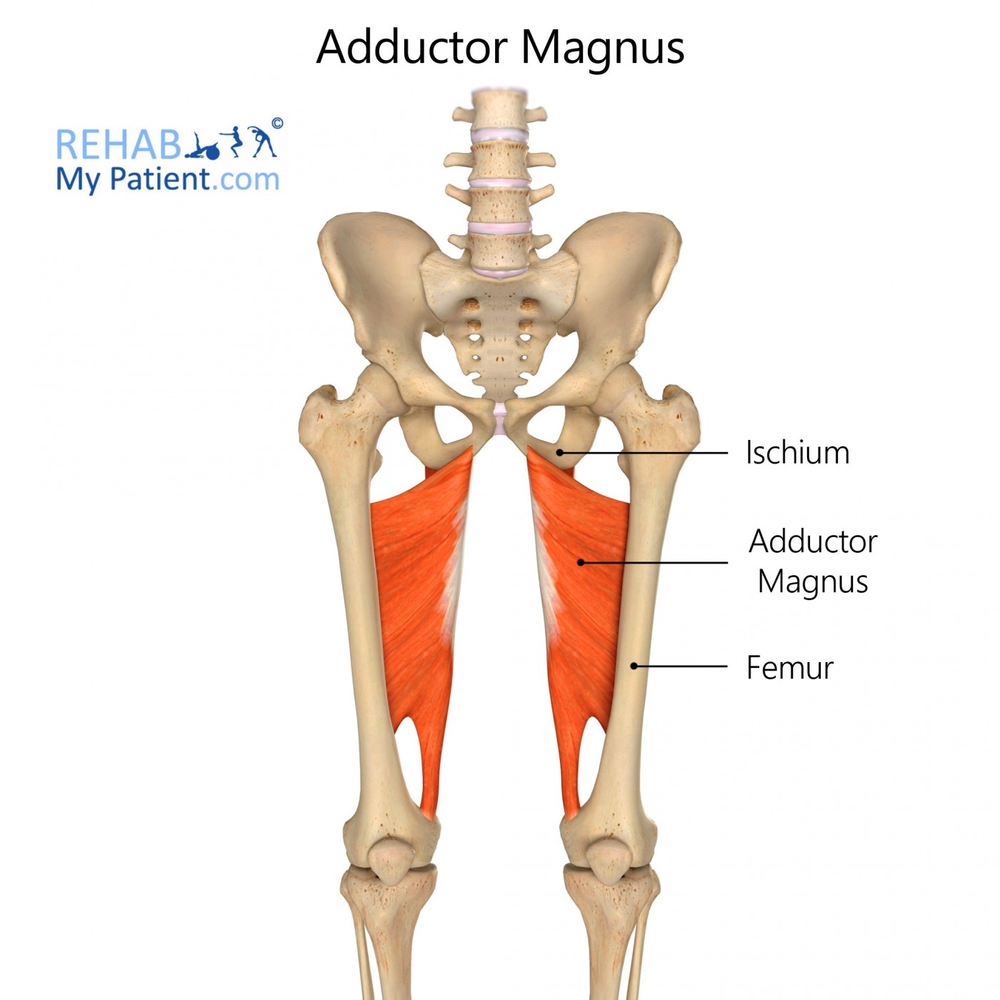 Adductor Magnus
REHAB ©
My Patient.com
Ischium
Adductor
Magnus
Femur